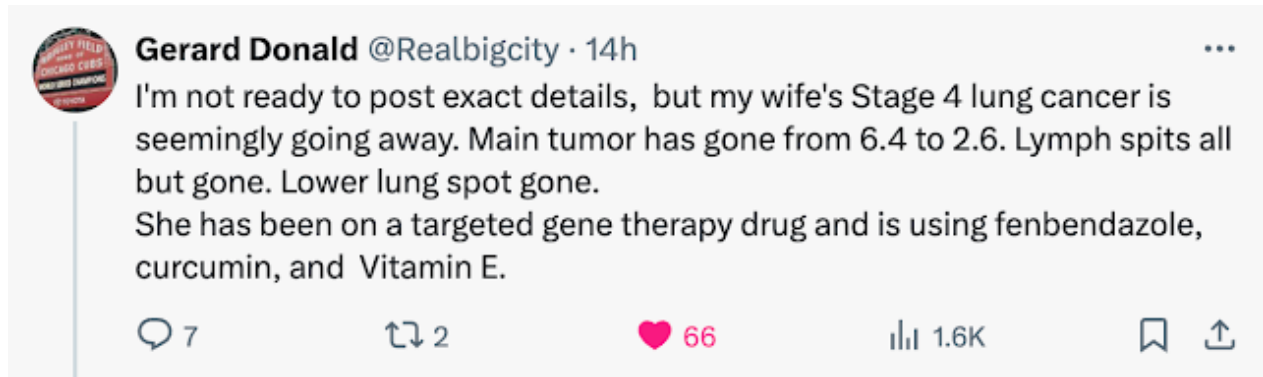 Gerard Donald @Realbigcity · 14h
I'm not ready to post exact details,  but my wife's Stage 4 lung cancer is
seemingly going away. Main tumor has gone from 6.4 to 2.6. Lymph spits all
but gone. Lower lung spot gone.
She has been on a targeted gene therapy drug and is using fenbendazole,
curcumin, and  Vitamin E.
7 2 66 1.6K